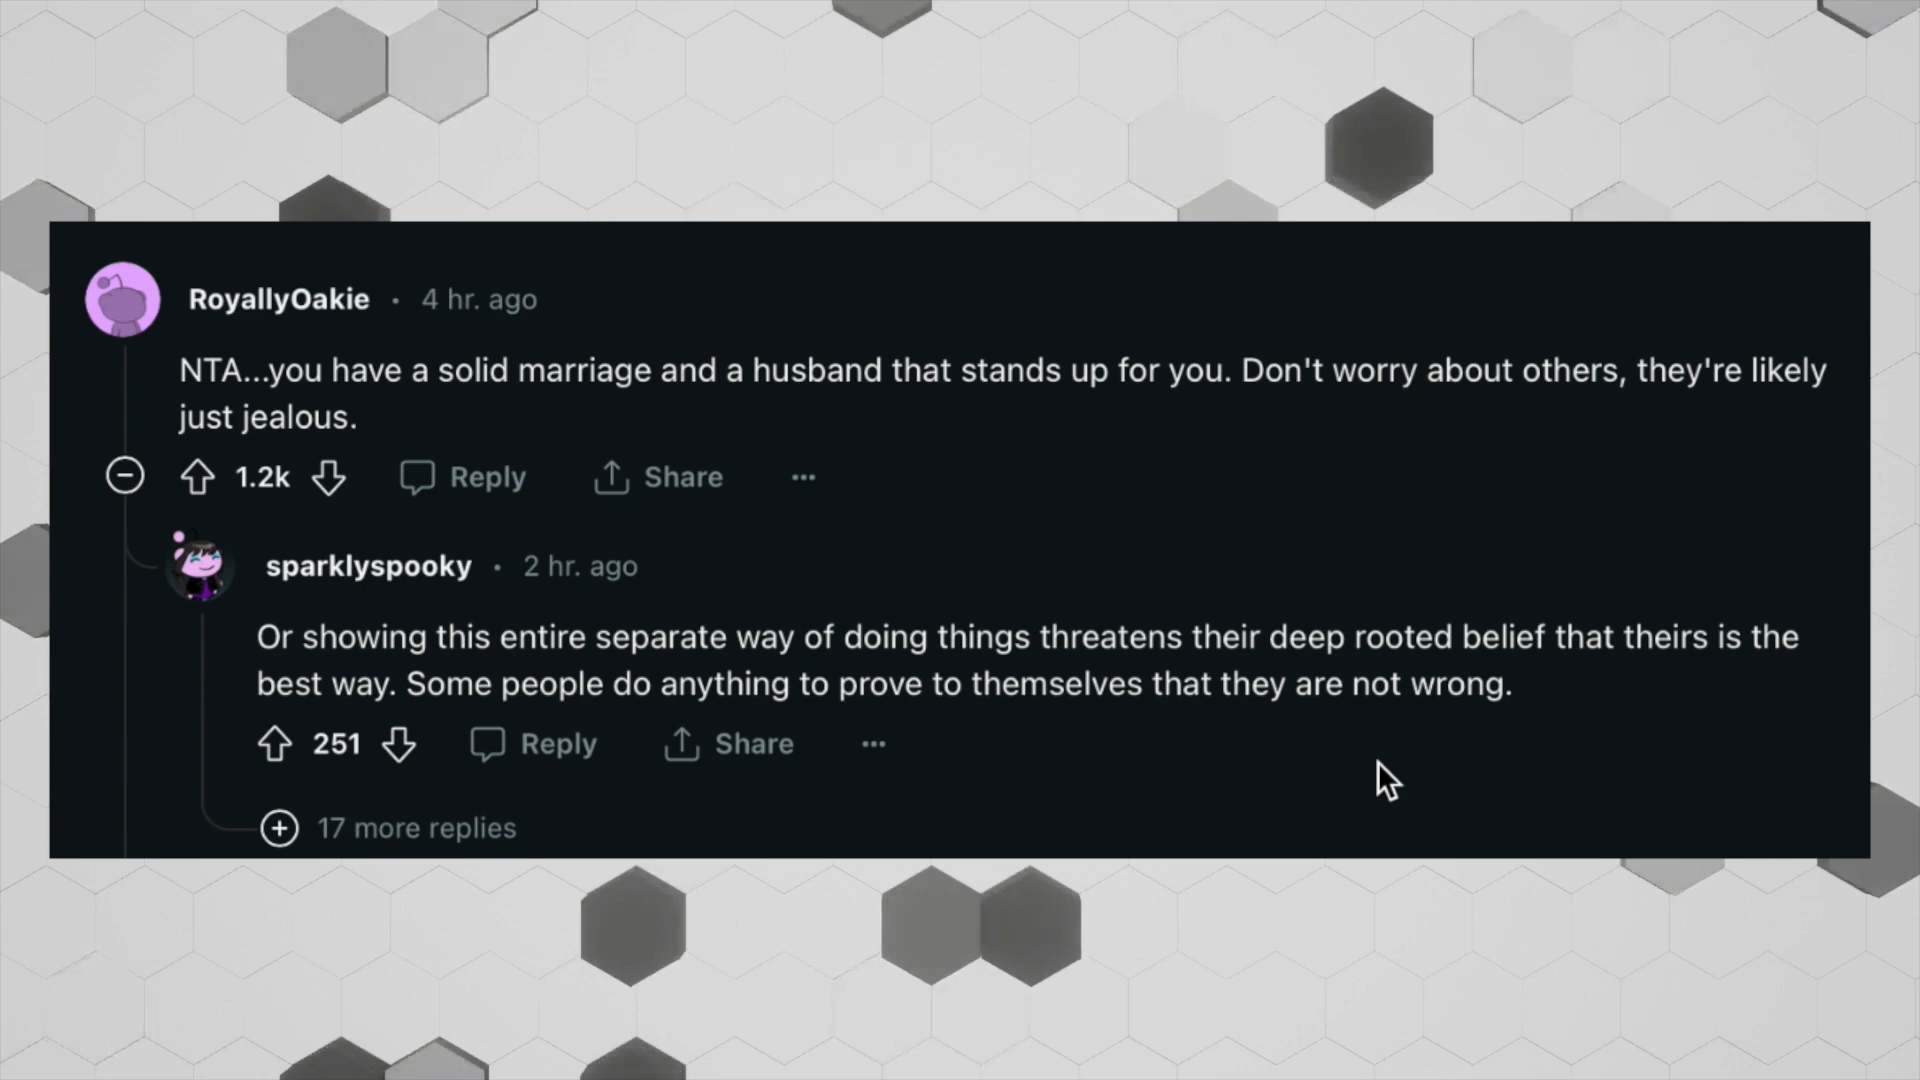 RoyallyOakie · 4 hr. ago
NTA...you have a solid marriage and a husband that stands up for you. Don't worry about others, they're likely
just jealous.
1.2k Reply Share ...
sparklyspooky · 2 hr. ago
Or showing this entire separate way of doing things threatens their deep rooted belief that theirs is the
best way. Some people do anything to prove to themselves that they are not wrong.
251 Reply Share ...
17 more replies